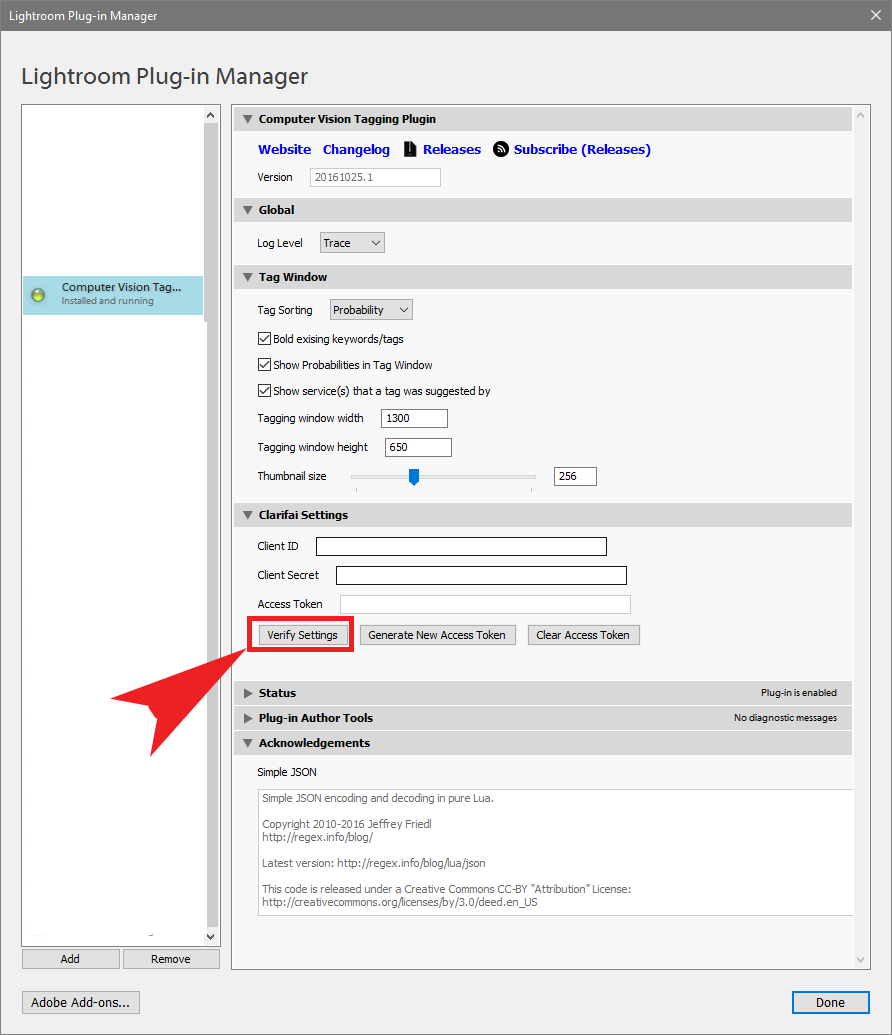 Lightroom Plug-in Manager
Lightroom Plug-in Manager
Computer Vision Tag...
Installed and running
Add
Remove
Computer Vision Tagging Plugin
Website Changelog Releases Subscribe (Releases)
Version 20161025.1
Global
Log Level Trace
Tag Window
Tag Sorting Probability
Bold exising keywords/tags
Show Probabilities in Tag Window
Show service(s) that a tag was suggested by
Tagging window width 1300
Tagging window height 650
Thumbnail size 256
Clarifai Settings
Client ID
Client Secret
Access Token
Verify Settings Generate New Access Token Clear Access Token
Status Plug-in is enabled
Plug-in Author Tools No diagnostic messages
Acknowledgements
Simple JSON
Simple JSON encoding and decoding in pure Lua.
Copyright 2010-2016 Jeffrey Friedl
http://regex.info/blog/
Latest version: http://regex.info/blog/lua/json
This code is released under a Creative Commons CC-BY "Attribution" License:
http://creativecommons.org/licenses/by/3.0/deed.en_US
Adobe Add-ons...
Done